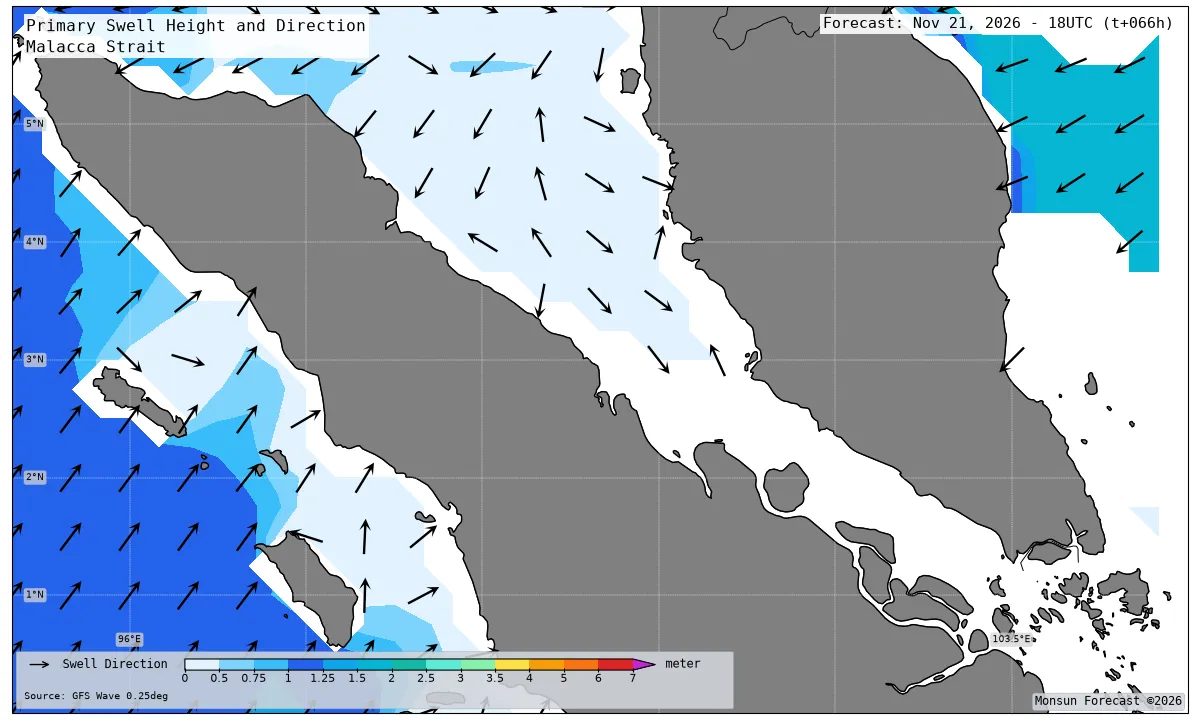 Primary Swell Height and Direction
Malacca Strait
Forecast: Nov 21, 2026 - 18UTC (t+066h)
5°N
4°N
3°N
2°N
1°N
96°E
103.5°E
Swell Direction
0 0.5 0.75 1 1.25 1.5 2 2.5 3 3.5 4 5 6 7
meter
Source: GFS Wave 0.25deg
Monsun Forecast ©2026